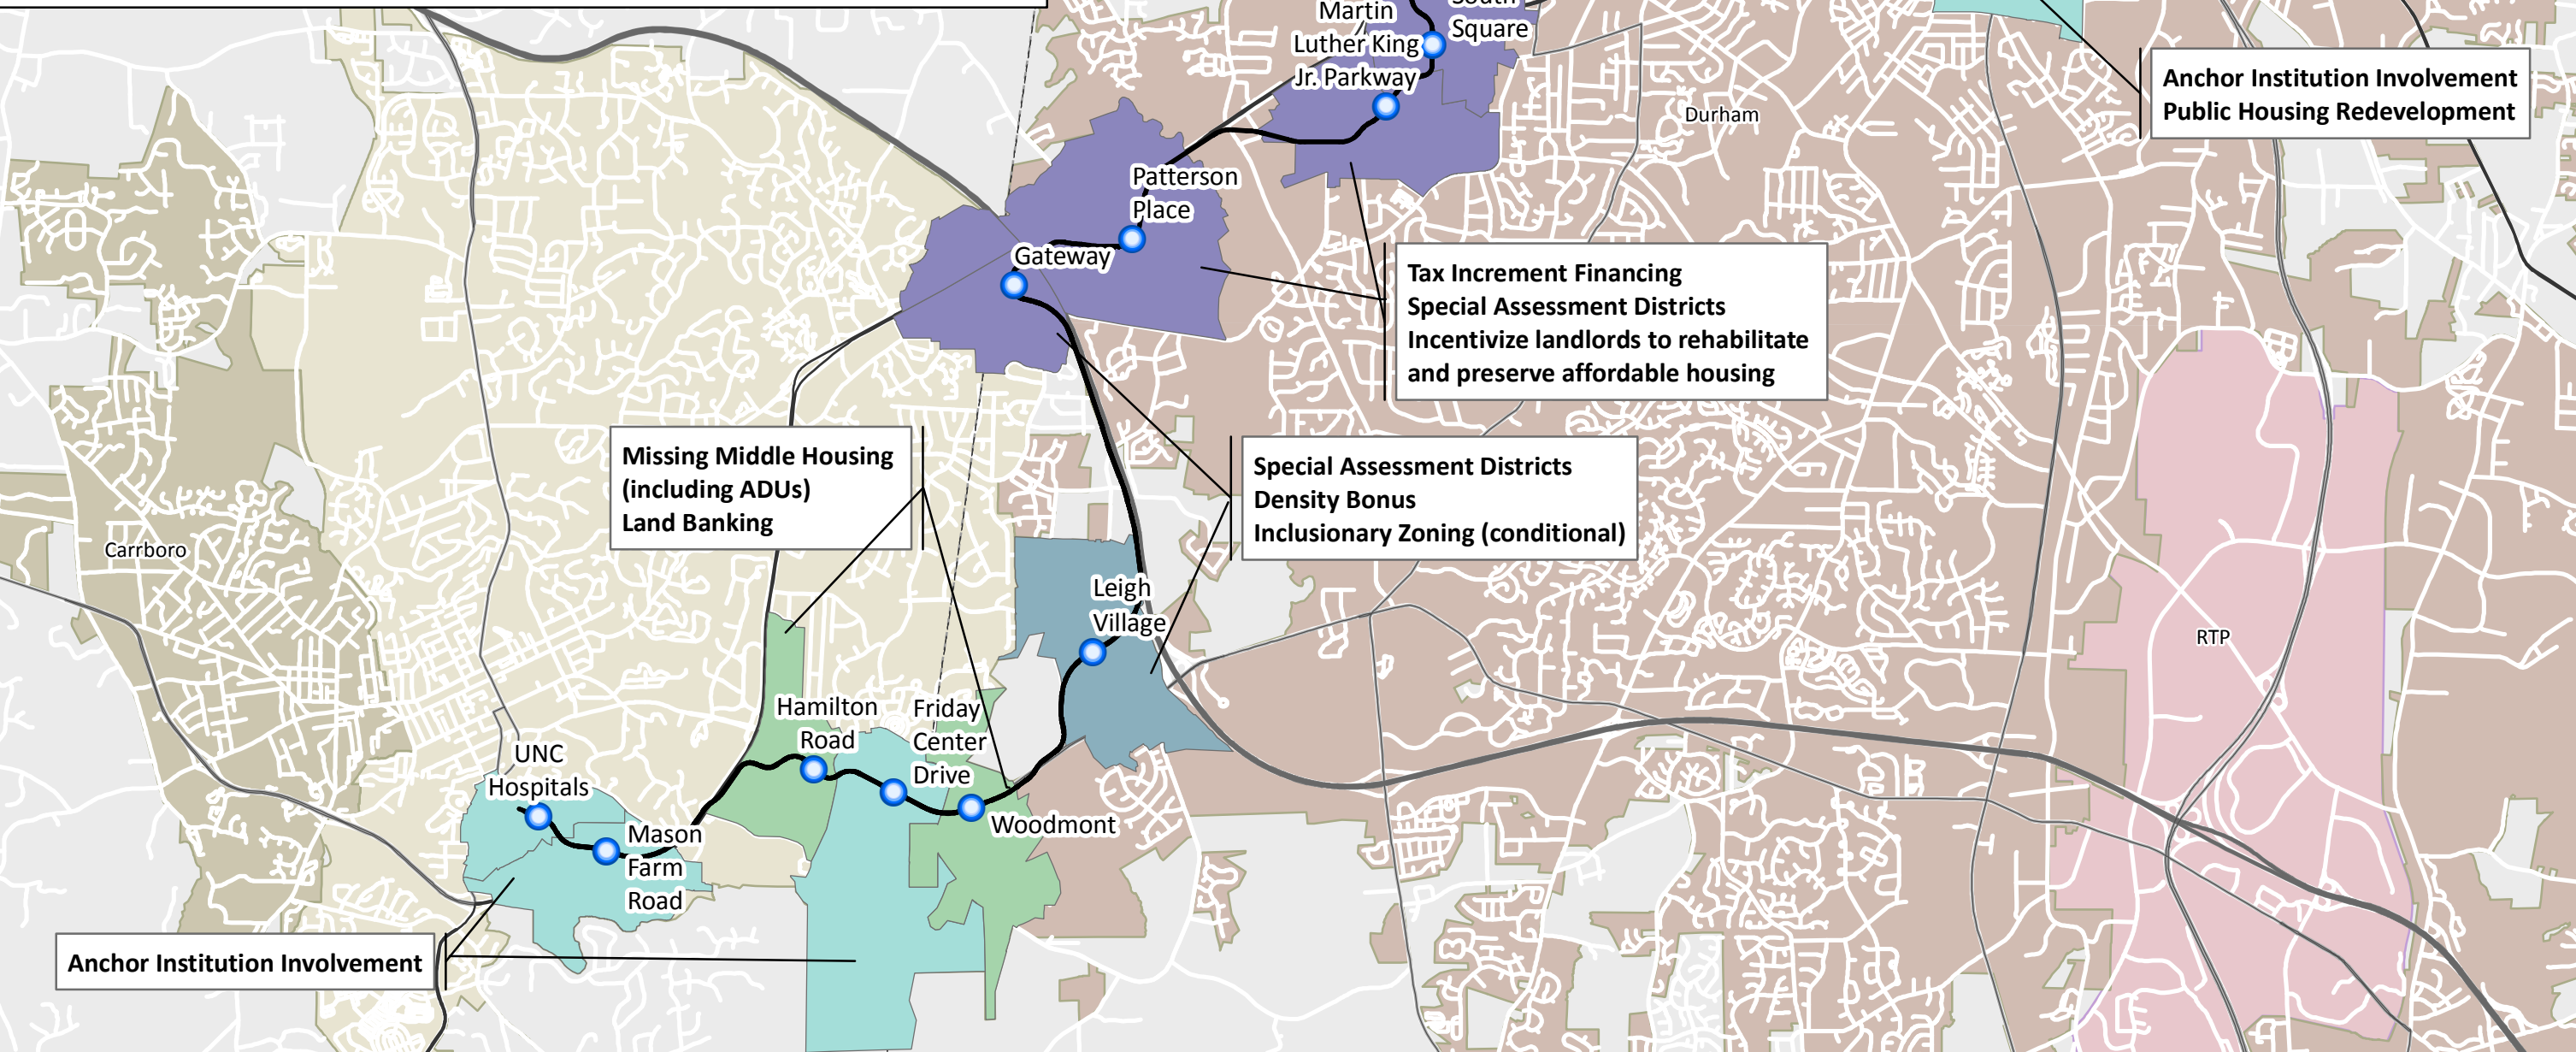 Martin
Luther King
Jr. Parkway
South
Square
Anchor Institution Involvement
Public Housing Redevelopment
Durham
Patterson
Place
Gateway
Tax Increment Financing
Special Assessment Districts
Incentivize landlords to rehabilitate
and preserve affordable housing
Missing Middle Housing
(including ADUs)
Land Banking
Special Assessment Districts
Density Bonus
Inclusionary Zoning (conditional)
Carrboro
Leigh
Village
RTP
Hamilton
Road
Friday
Center
Drive
UNC
Hospitals
Woodmont
Mason
Farm
Road
Anchor Institution Involvement